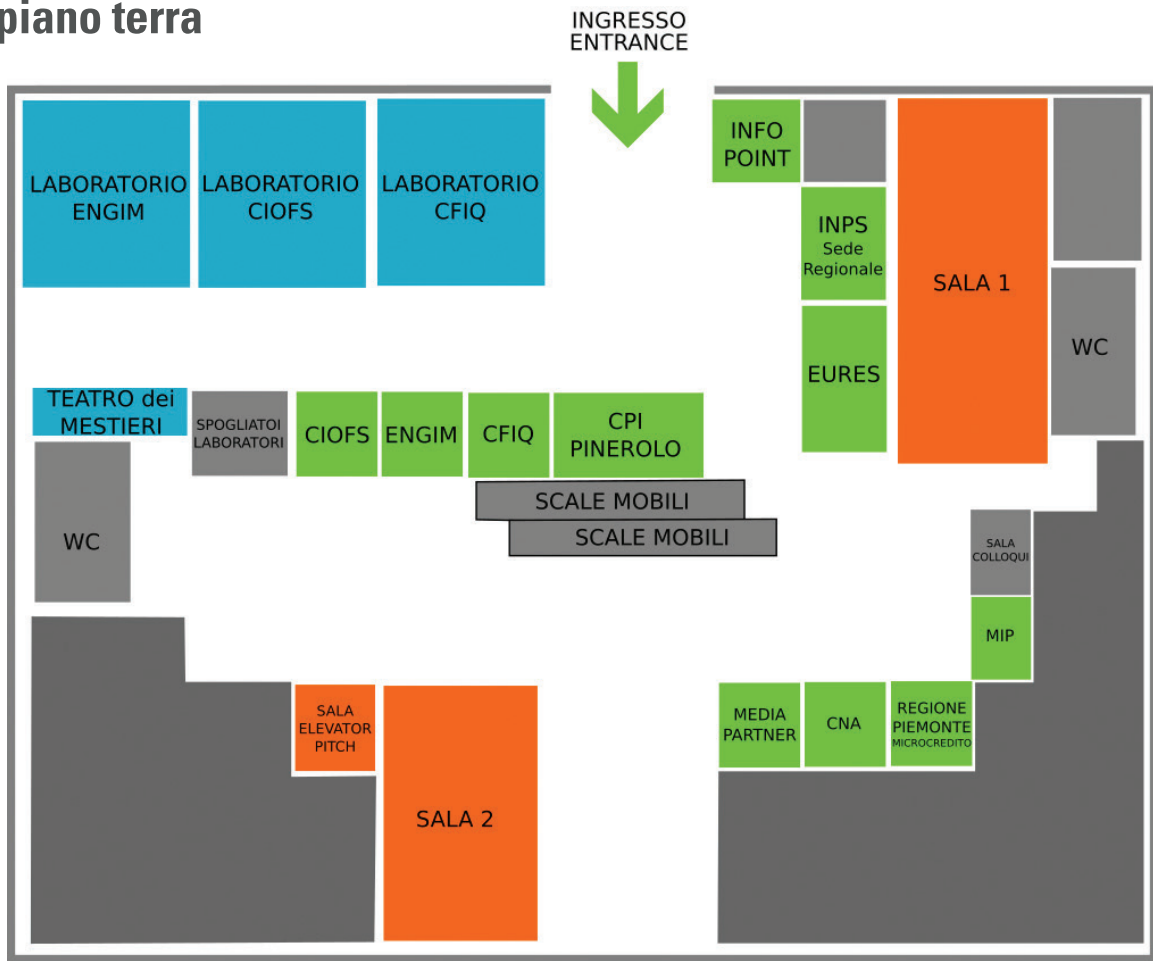 piano terra
INGRESSO
ENTRANCE
LABORATORIO
ENGIM
LABORATORIO
CIOFS
LABORATORIO
CFIQ
INFO
POINT
INPS
Sede
Regionale
EURES
SALA 1
WC
TEATRO dei
MESTIERI
SPOGLIATOI
LABORATORI
CIOFS
ENGIM
CFIQ
CPI
PINEROLO
SCALE MOBILI
SCALE MOBILI
WC
SALA
COLLOQUI
MIP
SALA
ELEVATOR
PITCH
SALA 2
MEDIA
PARTNER
CNA
REGIONE
PIEMONTE
MICROCREDITO